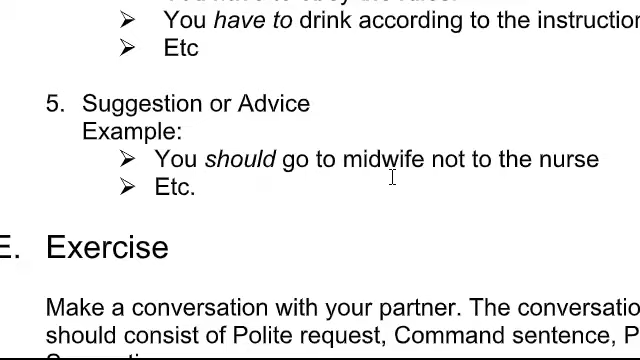 ➢ You have to drink according to the instruction
➢ Etc
5. Suggestion or Advice
Example:
➢ You should go to midwife not to the nurse
➢ Etc.
E. Exercise
Make a conversation with your partner. The conversatio
should consist of Polite request, Command sentence, P